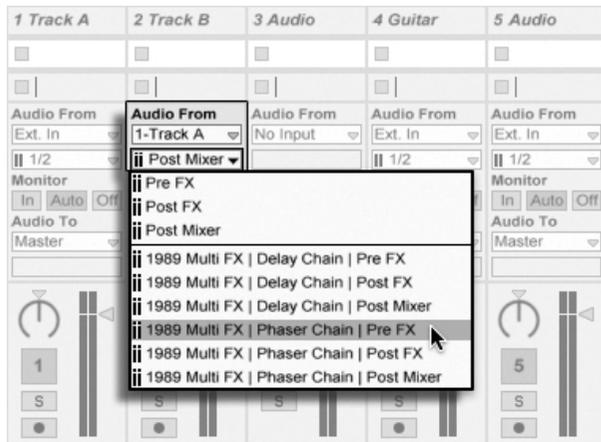 1 Track A
2 Track B
3 Audio
4 Guitar
5 Audio
Audio From
Audio From
Audio From
Audio From
Audio From
Ext. In
1-Track A
No Input
Ext. In
Ext. In
1/2
Post Mixer
1/2
1/2
Monitor
Monitor
In Auto Off
In Auto Off
Audio To
Audio To
Master
Master
Pre FX
Post FX
Post Mixer
1989 Multi FX | Delay Chain | Pre FX
1989 Multi FX | Delay Chain | Post FX
1989 Multi FX | Delay Chain | Post Mixer
1989 Multi FX | Phaser Chain | Pre FX
1989 Multi FX | Phaser Chain | Post FX
1989 Multi FX | Phaser Chain | Post Mixer
1
5
S
S
S
S
S